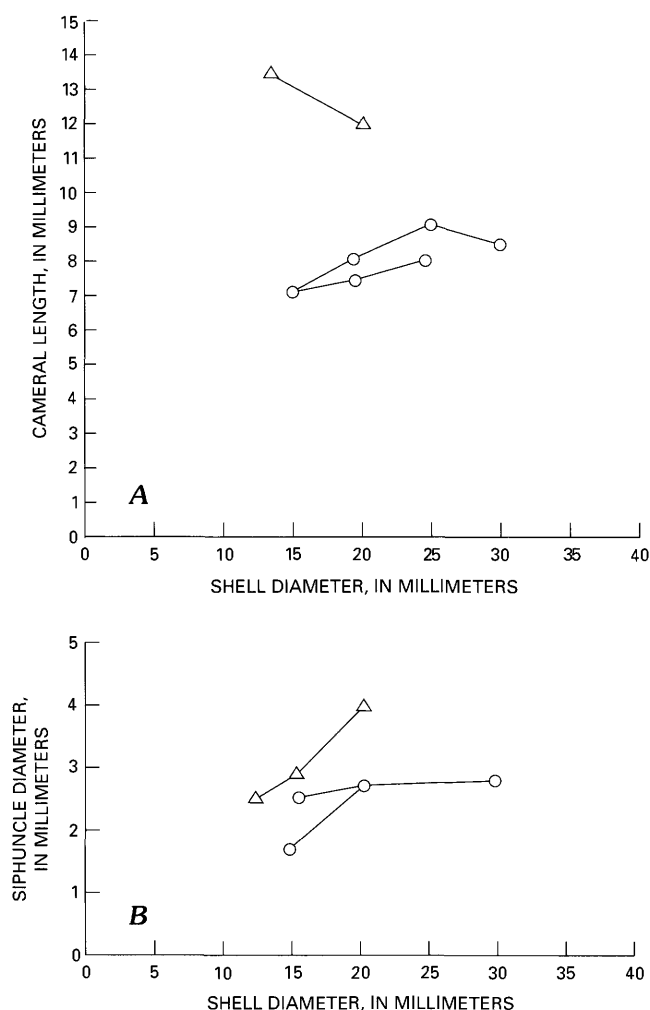 15
14
13
12
11
10
9
8
7
6
5
4
3
2
1
0
CAMERAL LENGTH, IN MILLIMETERS
A
0 5 10 15 20 25 30 35 40
SHELL DIAMETER, IN MILLIMETERS
5
4
3
2
1
0
SIPHUNCLE DIAMETER,
IN MILLIMETERS
B
0 5 10 15 20 25 30 35 40
SHELL DIAMETER, IN MILLIMETERS